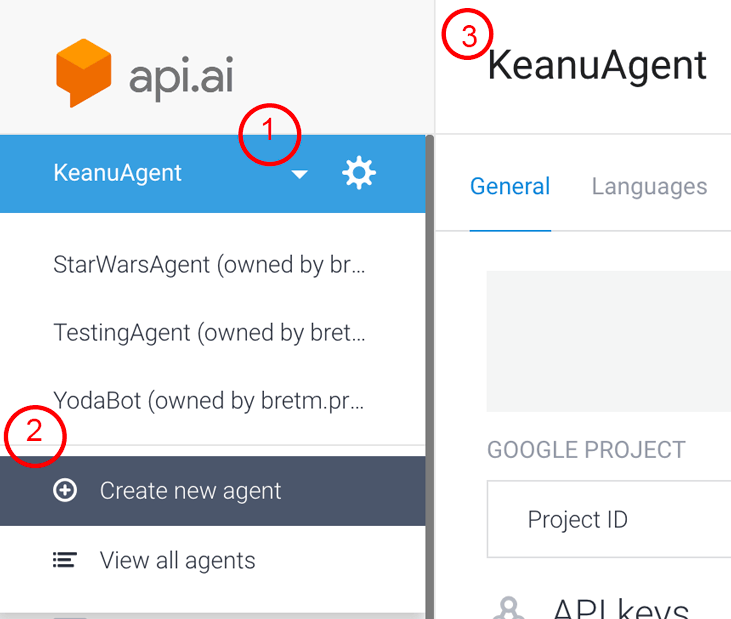 api.ai
1
KeanuAgent
StarWarsAgent (owned by br...
TestingAgent (owned by bret...
YodaBot (owned by bretm.pr...
2
Create new agent
View all agents
3
KeanuAgent
General Languages
GOOGLE PROJECT
Project ID
API keys